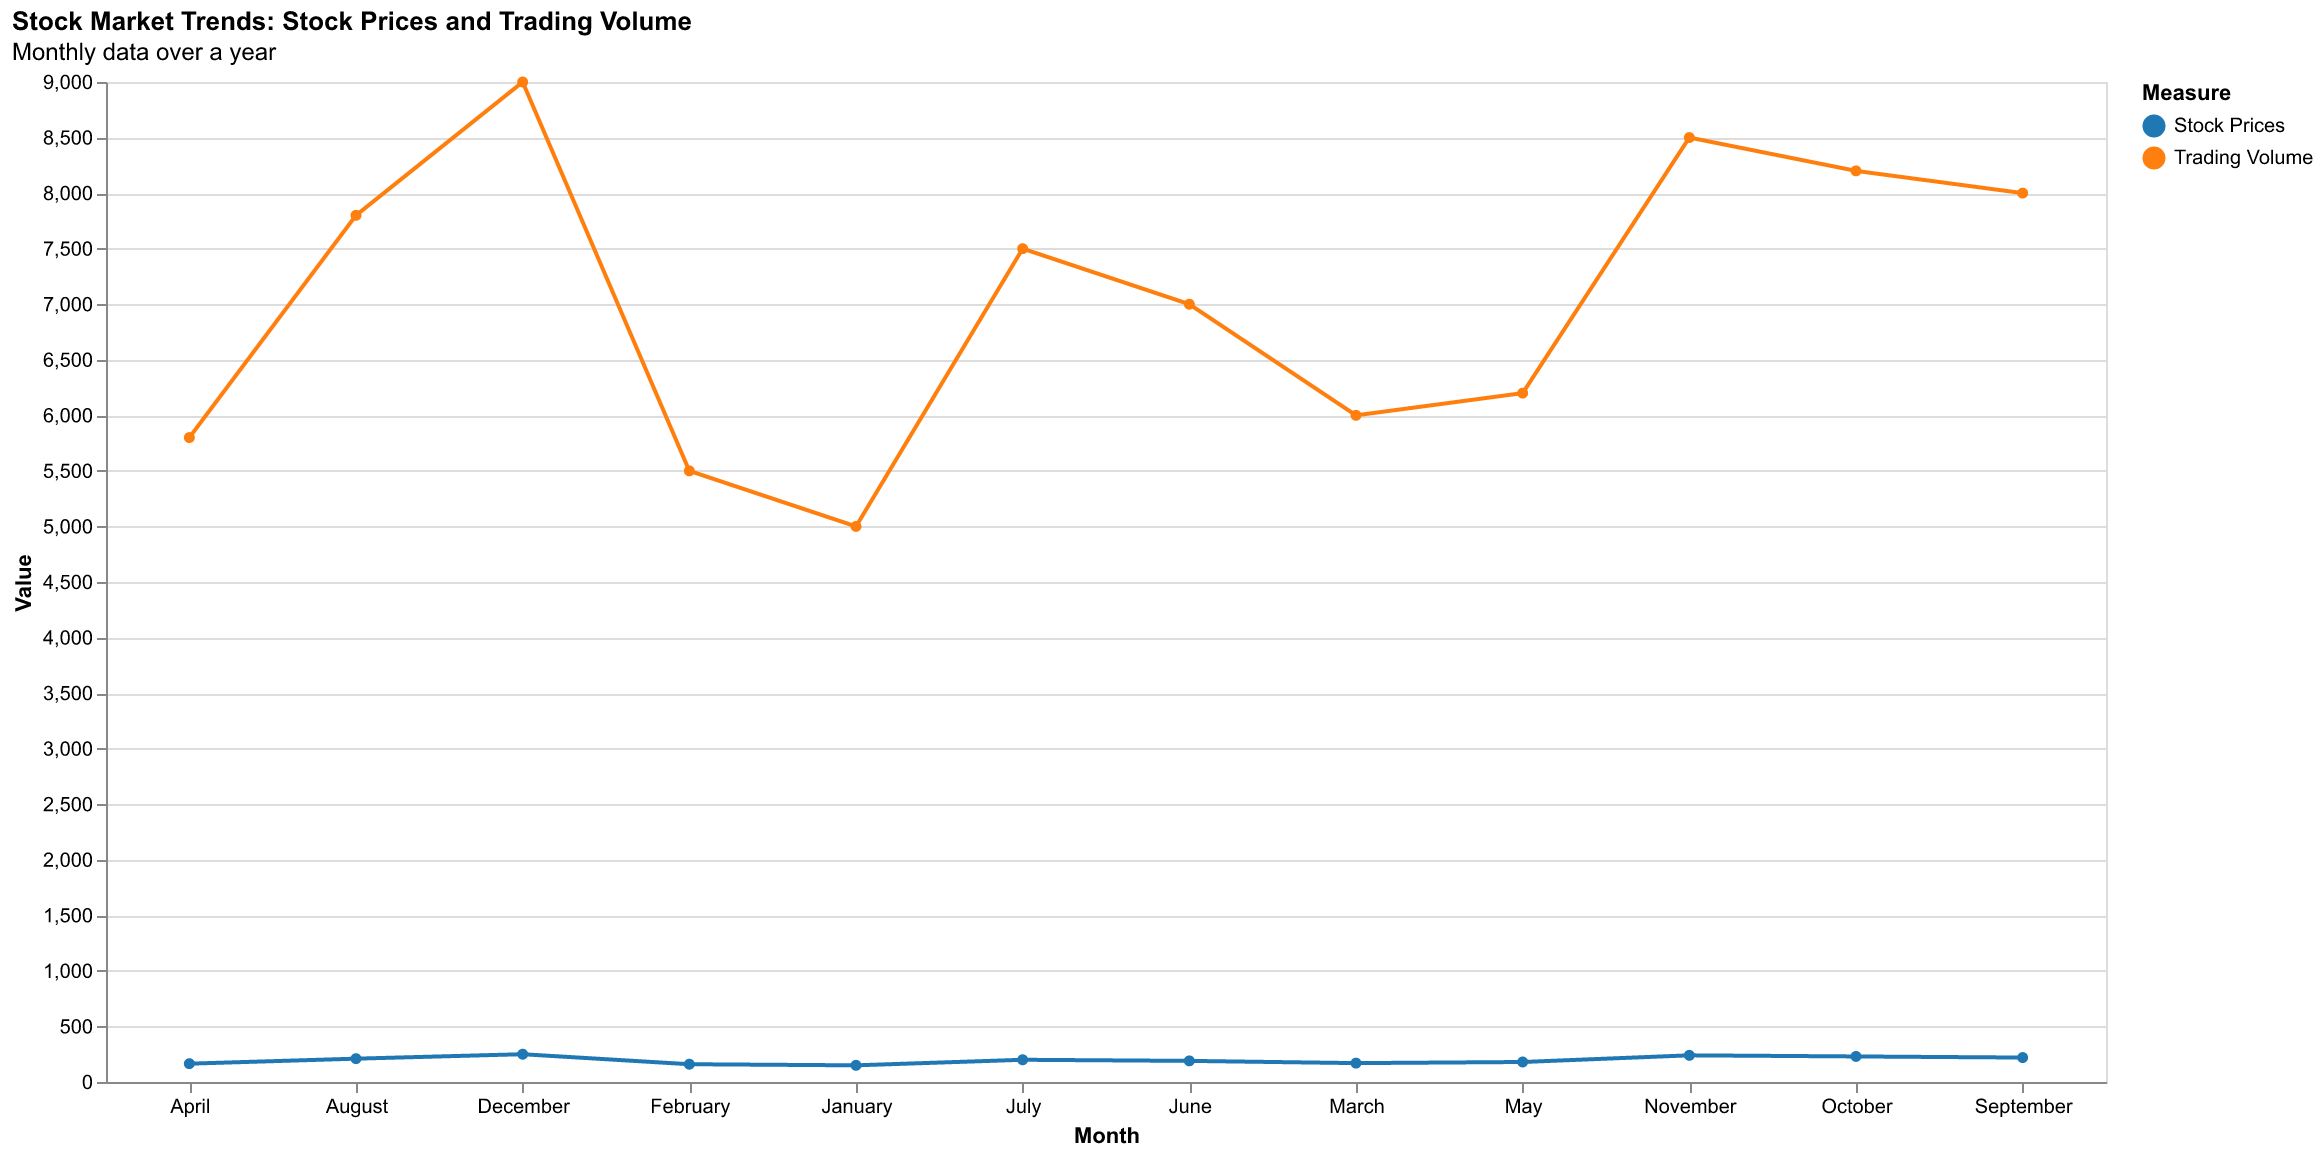 Stock Market Trends: Stock Prices and Trading Volume
Monthly data over a year
9,000
8,500
8,000
7,500
7,000
6,500
6,000
5,500
5,000
4,500
4,000
3,500
3,000
2,500
2,000
1,500
1,000
500
0
Value
April August December February January July June March May November October September
Month
Measure
Stock Prices
Trading Volume